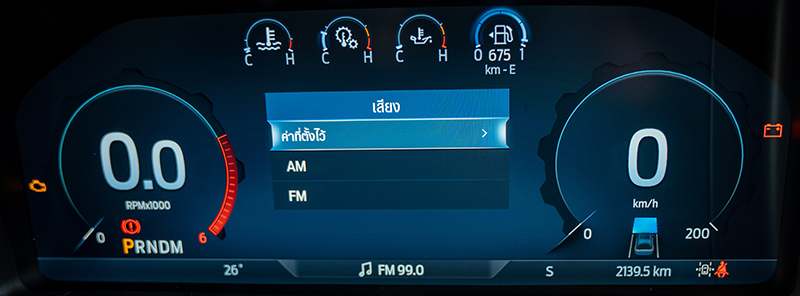 C H
C H
C H
0 675 1
km - E
เสียง
ค่าที่ตั้งไว้
AM
FM
0.0
RPMx1000
0 6
PRNDM
0
km/h
0 200
26°
FM 99.0
S
2139.5 km